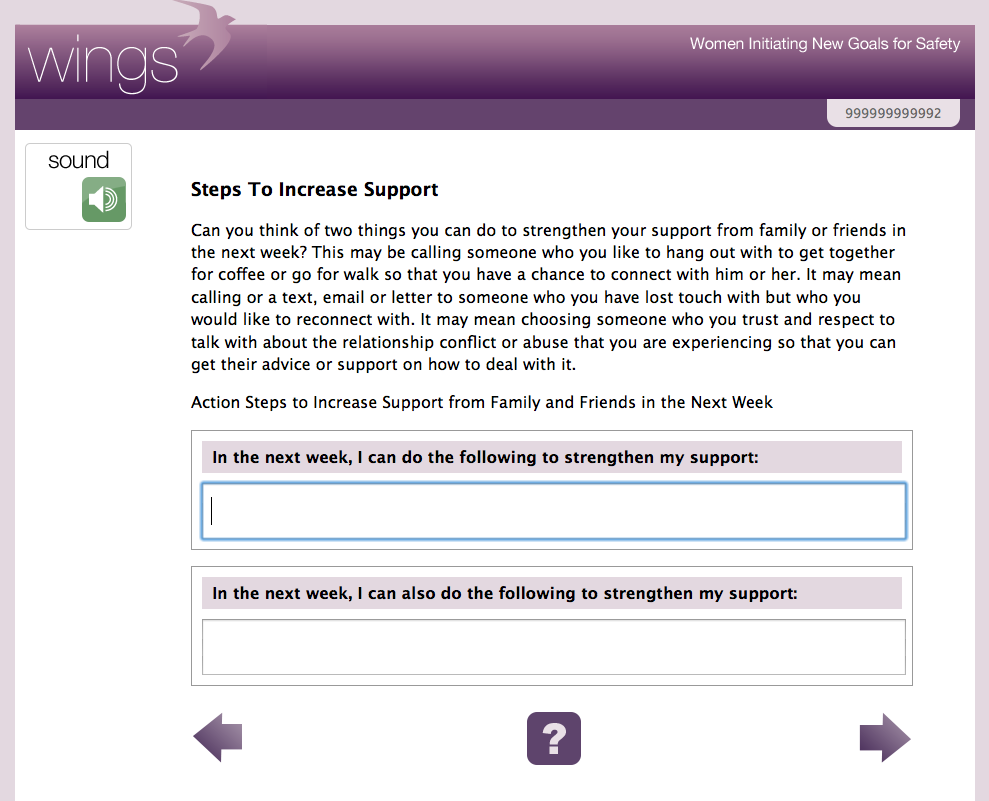 wings
Women Initiating New Goals for Safety
999999999992
sound
Steps To Increase Support
Can you think of two things you can do to strengthen your support from family or friends in
the next week? This may be calling someone who you like to hang out with to get together
for coffee or go for walk so that you have a chance to connect with him or her. It may mean
calling or a text, email or letter to someone who you have lost touch with but who you
would like to reconnect with. It may mean choosing someone who you trust and respect to
talk with about the relationship conflict or abuse that you are experiencing so that you can
get their advice or support on how to deal with it.
Action Steps to Increase Support from Family and Friends in the Next Week
In the next week, I can do the following to strengthen my support:
In the next week, I can also do the following to strengthen my support:
?